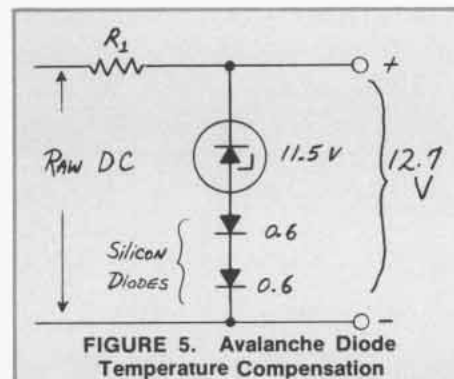 R1
+
RAW DC
11.5 V
12.7
V
SILICON
DIODES
0.6
0.6
-
FIGURE 5. Avalanche Diode
Temperature Compensation